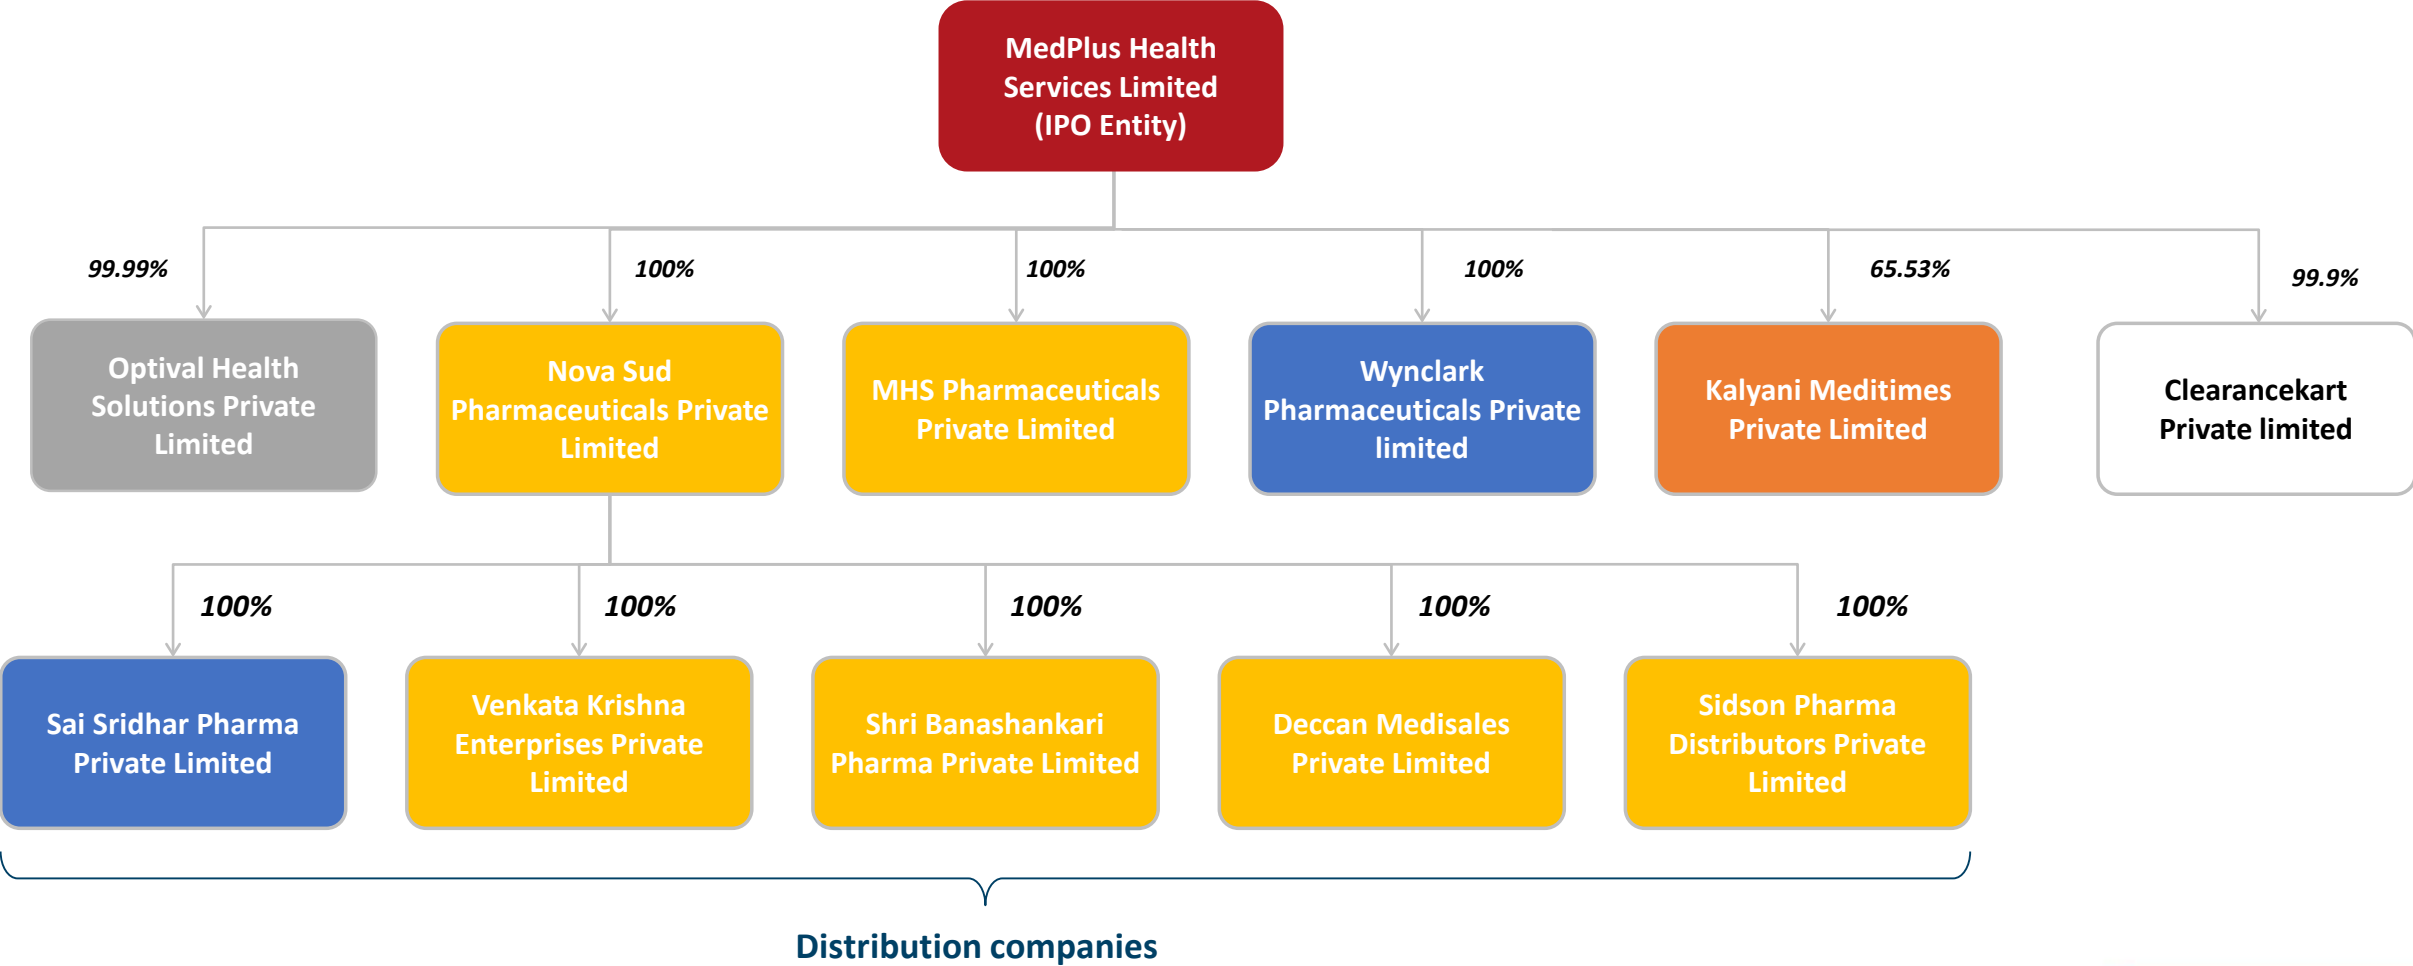 MedPlus Health
Services Limited
(IPO Entity)
99.99%
100%
100%
100%
65.53%
99.9%
Optival Health
Solutions Private
Limited
Nova Sud
Pharmaceuticals Private
Limited
MHS Pharmaceuticals
Private Limited
Wynclark
Pharmaceuticals Private
limited
Kalyani Meditimes
Private Limited
Clearancekart
Private limited
100%
100%
100%
100%
100%
Sai Sridhar Pharma
Private Limited
Venkata Krishna
Enterprises Private
Limited
Shri Banashankari
Pharma Private Limited
Deccan Medisales
Private Limited
Sidson Pharma
Distributors Private
Limited
Distribution companies